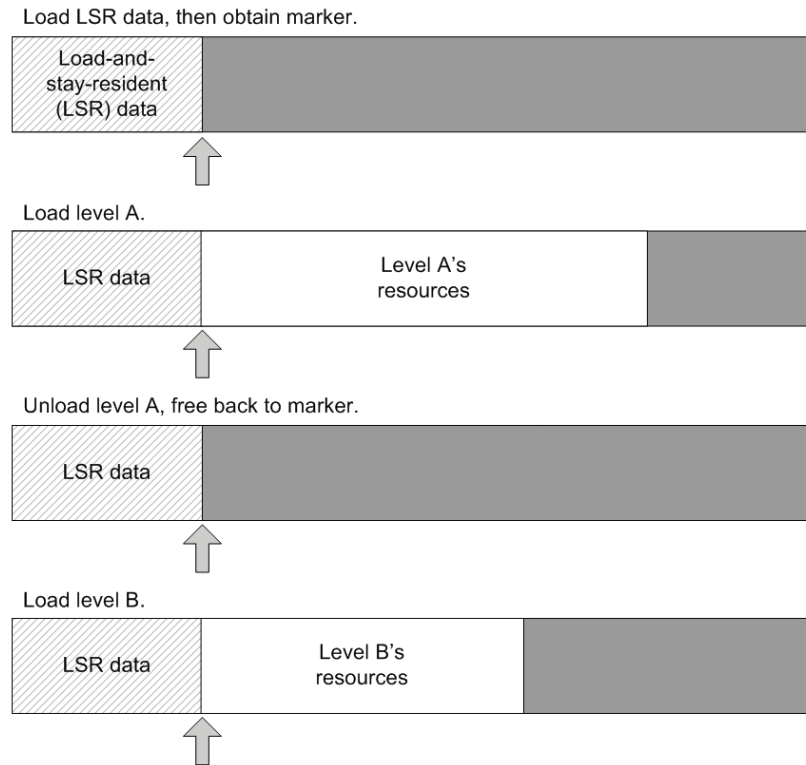 Load LSR data, then obtain marker.
Load-and-
stay-resident
(LSR) data
Load level A.
LSR data
Level A’s
resources
Unload level A, free back to marker.
LSR data
Load level B.
LSR data
Level B’s
resources